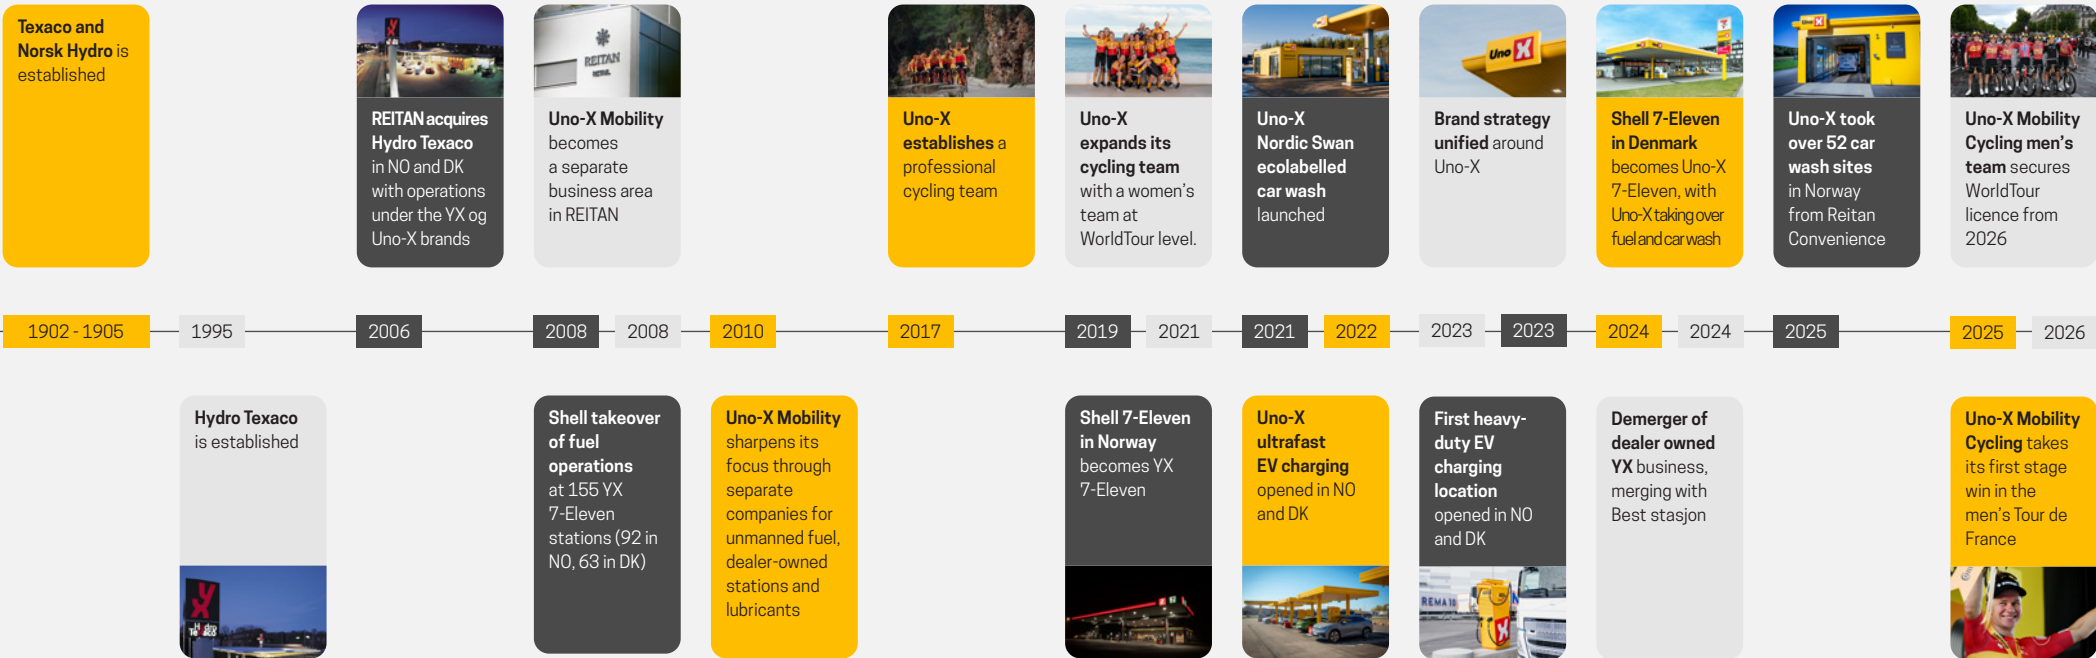 Texaco and
Norsk Hydro is
established
REITAN acquires
Hydro Texaco
in NO and DK
with operations
under the YX og
Uno-X brands
REITAN
RETAIL
Uno-X Mobility
becomes
a separate
business area
in REITAN
Uno-X
establishes a
professional
cycling team
Uno-X
expands its
cycling team
with a women's
team at
WorldTour level.
Uno-X
Nordic Swan
ecolabelled
car wash
launched
Uno X
Brand strategy
unified around
Uno-X
Shell 7-Eleven
in Denmark
becomes Uno-X
7-Eleven, with
Uno-X taking over
fuel and car wash
Uno X
Uno-X took
over 52 car
wash sites
in Norway
from Reitan
Convenience
Uno-X Mobility
Cycling men's
team secures
WorldTour
licence from
2026
1902 - 1905
1995
2006
2008
2008
2010
2017
2019
2021
2021
2022
2023
2023
2024
2024
2025
2025
2026
Hydro Texaco
is established
YX
Hydro
Texaco
Shell takeover
of fuel
operations
at 155 YX
7-Eleven
stations (92 in
NO, 63 in DK)
Uno-X Mobility
sharpens its
focus through
separate
companies for
unmanned fuel,
dealer-owned
stations and
lubricants
Shell 7-Eleven
in Norway
becomes YX
7-Eleven
Uno-X
ultrafast
EV charging
opened in NO
and DK
First heavy-
duty EV
charging
location
opened in NO
and DK
REMA 10
X
Demerger of
dealer owned
YX business,
merging with
Best stasjon
Uno-X Mobility
Cycling takes
its first stage
win in the
men's Tour de
France